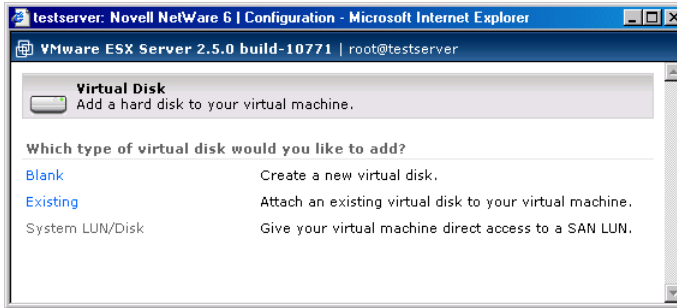 testserver: Novell NetWare 6 | Configuration - Microsoft Internet Explorer
VMware ESX Server 2.5.0 build-10771 | root@testserver
Virtual Disk
Add a hard disk to your virtual machine.
Which type of virtual disk would you like to add?
Blank Create a new virtual disk.
Existing Attach an existing virtual disk to your virtual machine.
System LUN/Disk Give your virtual machine direct access to a SAN LUN.